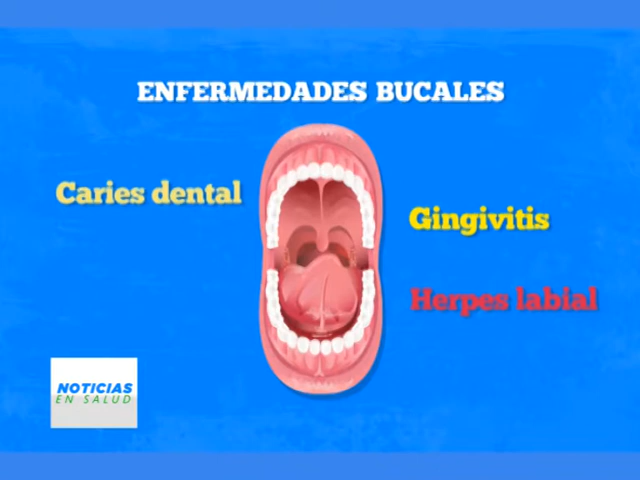 ENFERMEDADES BUCALES
Caries dental
Gingivitis
Herpes labial
NOTICIAS
EN SALUD